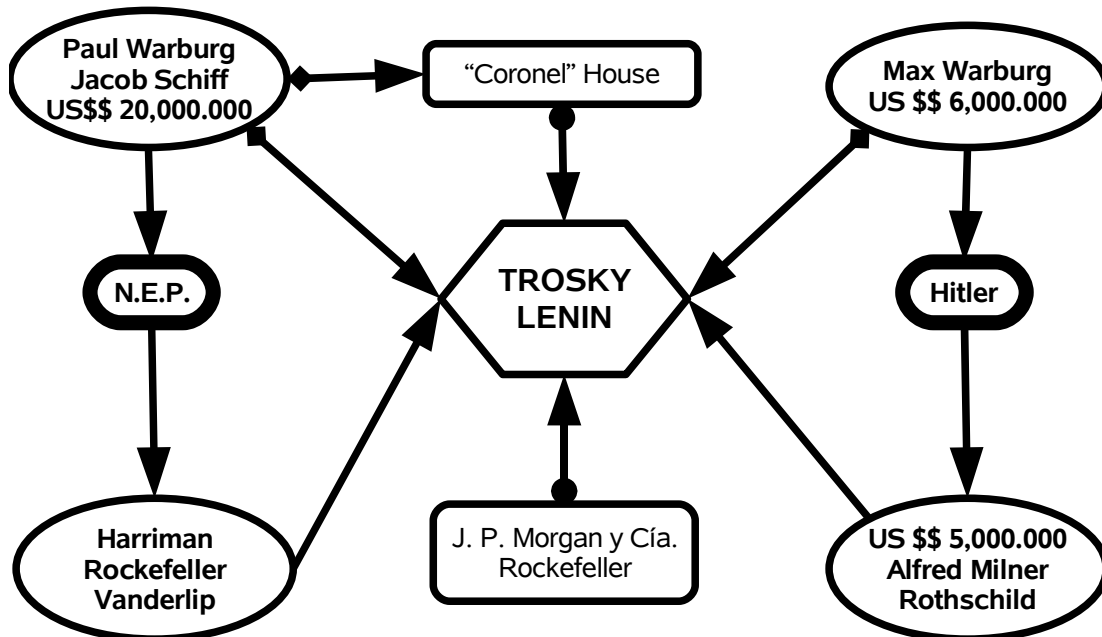 Paul Warburg
Jacob Schiff
US$$ 20,000.000
“Coronel” House
Max Warburg
US $$ 6,000.000
N.E.P.
TROSKY
LENIN
Hitler
Harriman
Rockefeller
Vanderlip
J. P. Morgan y Cía.
Rockefeller
US $$ 5,000.000
Alfred Milner
Rothschild